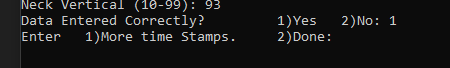 Neck Vertical (10-99): 93
Data Entered Correctly?         1)Yes   2)No: 1
Enter   1)More time Stamps.     2)Done: